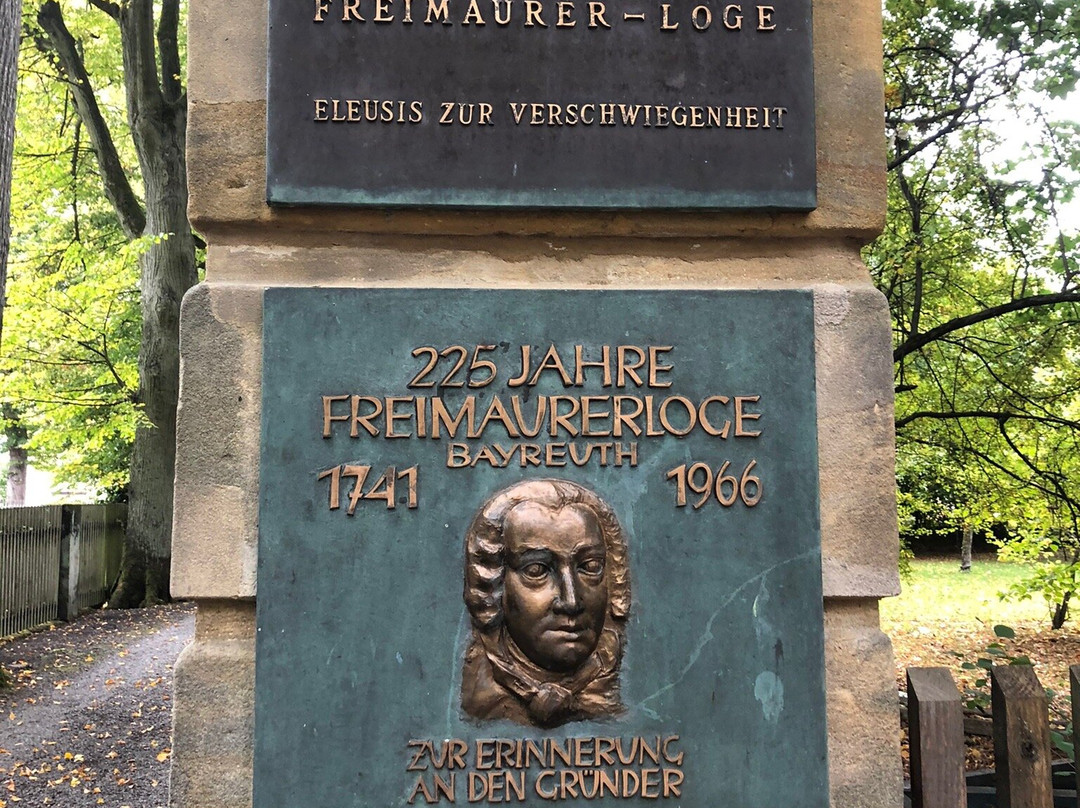 FREIMAURER-LOGE
ELEUSIS ZUR VERSCHWIEGENHEIT
225 JAHRE
FREIMAURERLOGE
BAYREUTH
1741 1966
ZUR ERINNERUNG
AN DEN GRÜNDER